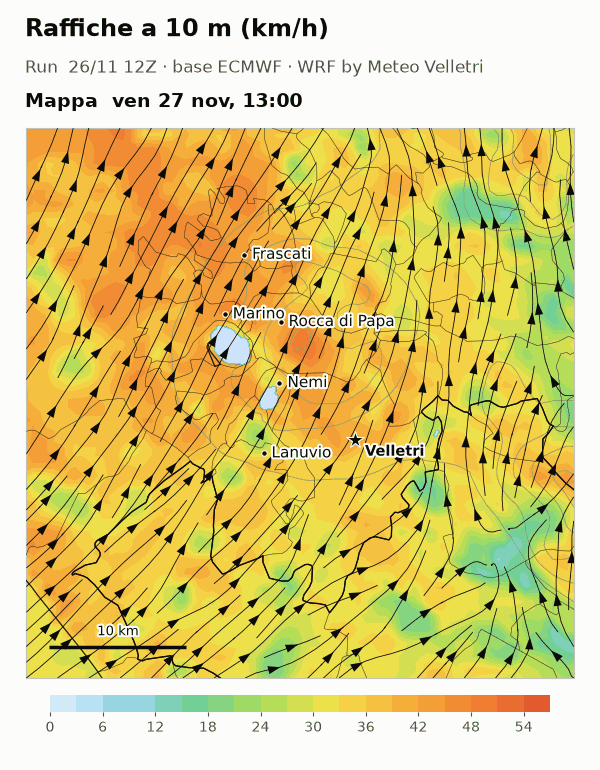 Raffiche a 10 m (km/h)
Run  26/11 12Z · base ECMWF · WRF by Meteo Velletri
Mappa  ven 27 nov, 13:00
Frascati
Marino
Rocca di Papa
Nemi
Velletri
Lanuvio
10 km
0 6 12 18 24 30 36 42 48 54